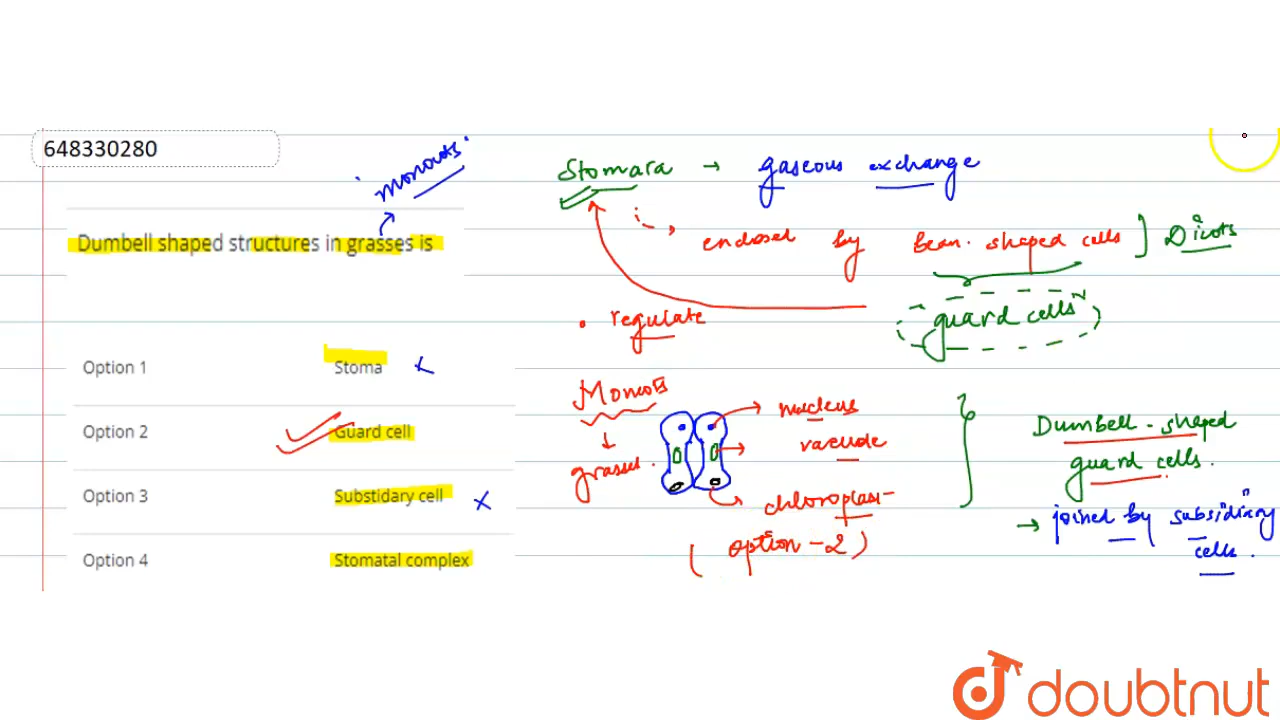 648330280
monocots
Dumbell shaped structures in grasses is
Option 1 Stoma x
Option 2 Guard cell
Option 3 Substidary cell x
Option 4 Stomatal complex
Stomara → gaseous exchange
enclosed by bean-shaped cells ] Dicots
guard cells
• regulate
Monocots
grasses.
nucleus
vacuole
chloroplast
(option-2)
Dumbell-shaped
guard cells.
→ joined by subsidiary
cells.
doubtnut